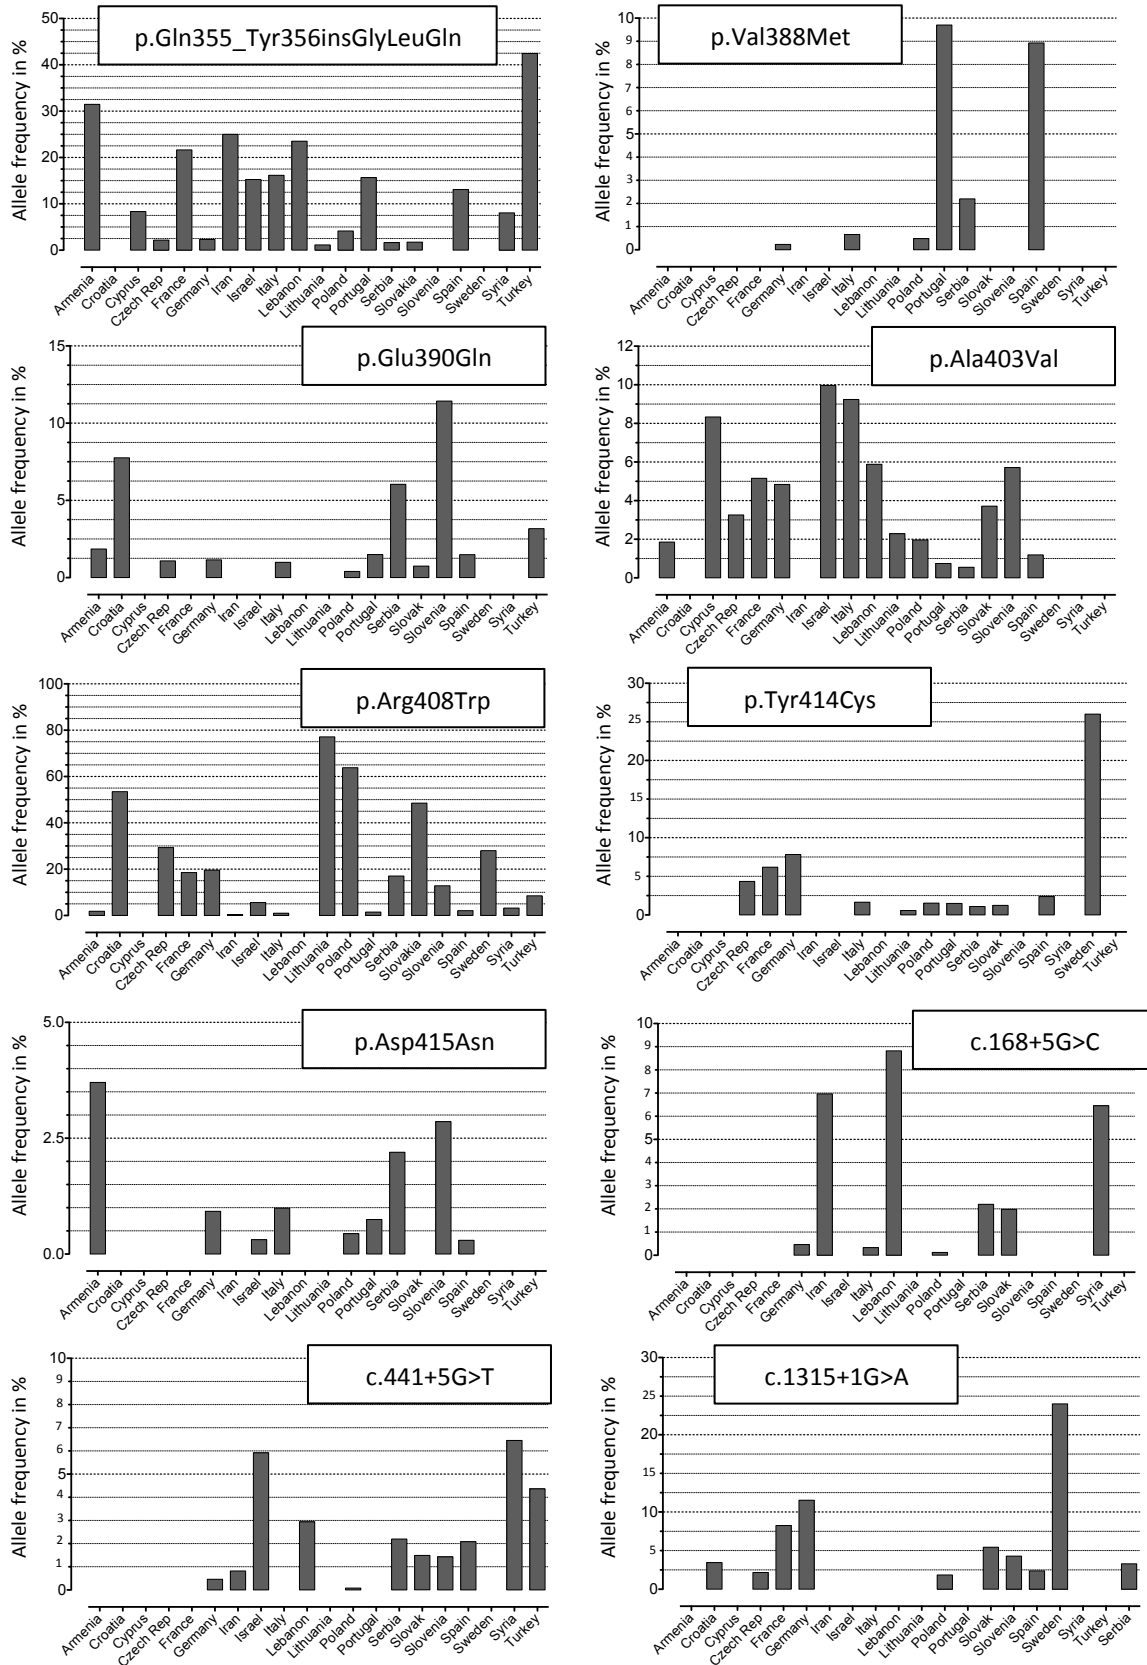 p.Gln355_Tyr356insGlyLeuGln
Allele frequency in %
50
40
30
20
10
0
Armenia
Croatia
Cyprus
Czech Rep
France
Germany
Iran
Israel
Italy
Lebanon
Lithuania
Poland
Portugal
Serbia
Slovakia
Slovenia
Spain
Sweden
Syria
Turkey
p.Val388Met
Allele frequency in %
10
9
8
7
6
5
4
3
2
1
0
Armenia
Croatia
Cyprus
Czech Rep
France
Germany
Iran
Israel
Italy
Lebanon
Lithuania
Poland
Portugal
Serbia
Slovak
Slovenia
Spain
Sweden
Syria
Turkey
p.Glu390Gln
Allele frequency in %
15
10
5
0
Armenia
Croatia
Cyprus
Czech Rep
France
Germany
Iran
Israel
Italy
Lebanon
Lithuania
Poland
Portugal
Serbia
Slovak
Slovenia
Spain
Sweden
Syria
Turkey
p.Ala403Val
Allele frequency in %
12
10
8
6
4
2
0
Armenia
Croatia
Cyprus
Czech Rep
France
Germany
Iran
Israel
Italy
Lebanon
Lithuania
Poland
Portugal
Serbia
Slovak
Slovenia
Spain
Sweden
Syria
Turkey
p.Arg408Trp
Allele frequency in %
100
80
60
40
20
0
Armenia
Croatia
Cyprus
Czech Rep
France
Germany
Iran
Israel
Italy
Lebanon
Lithuania
Poland
Portugal
Serbia
Slovakia
Slovenia
Spain
Sweden
Syria
Turkey
p.Tyr414Cys
Allele frequency in %
30
25
20
15
10
5
0
Armenia
Croatia
Cyprus
Czech Rep
France
Germany
Iran
Israel
Italy
Lebanon
Lithuania
Poland
Portugal
Serbia
Slovak
Slovenia
Spain
Syria
Sweden
Turkey
p.Asp415Asn
Allele frequency in %
5.0
2.5
0.0
Armenia
Croatia
Cyprus
Czech Rep
France
Germany
Iran
Israel
Italy
Lebanon
Lithuania
Poland
Portugal
Serbia
Slovak
Slovenia
Spain
Sweden
Syria
Turkey
c.168+5G>C
Allele frequency in %
10
9
8
7
6
5
4
3
2
1
0
Armenia
Croatia
Cyprus
Czech Rep
France
Germany
Iran
Israel
Italy
Lebanon
Lithuania
Poland
Portugal
Serbia
Slovak
Slovenia
Spain
Sweden
Syria
Turkey
c.441+5G>T
Allele frequency in %
10
9
8
7
6
5
4
3
2
1
0
Armenia
Croatia
Cyprus
Czech Rep
France
Germany
Iran
Israel
Italy
Lebanon
Lithuania
Poland
Portugal
Serbia
Slovak
Slovenia
Spain
Sweden
Syria
Turkey
c.1315+1G>A
Allele frequency in %
30
25
20
15
10
5
0
Armenia
Croatia
Cyprus
Czech Rep
France
Germany
Iran
Israel
Italy
Lebanon
Lithuania
Poland
Portugal
Slovak
Slovenia
Spain
Sweden
Syria
Turkey
Serbia